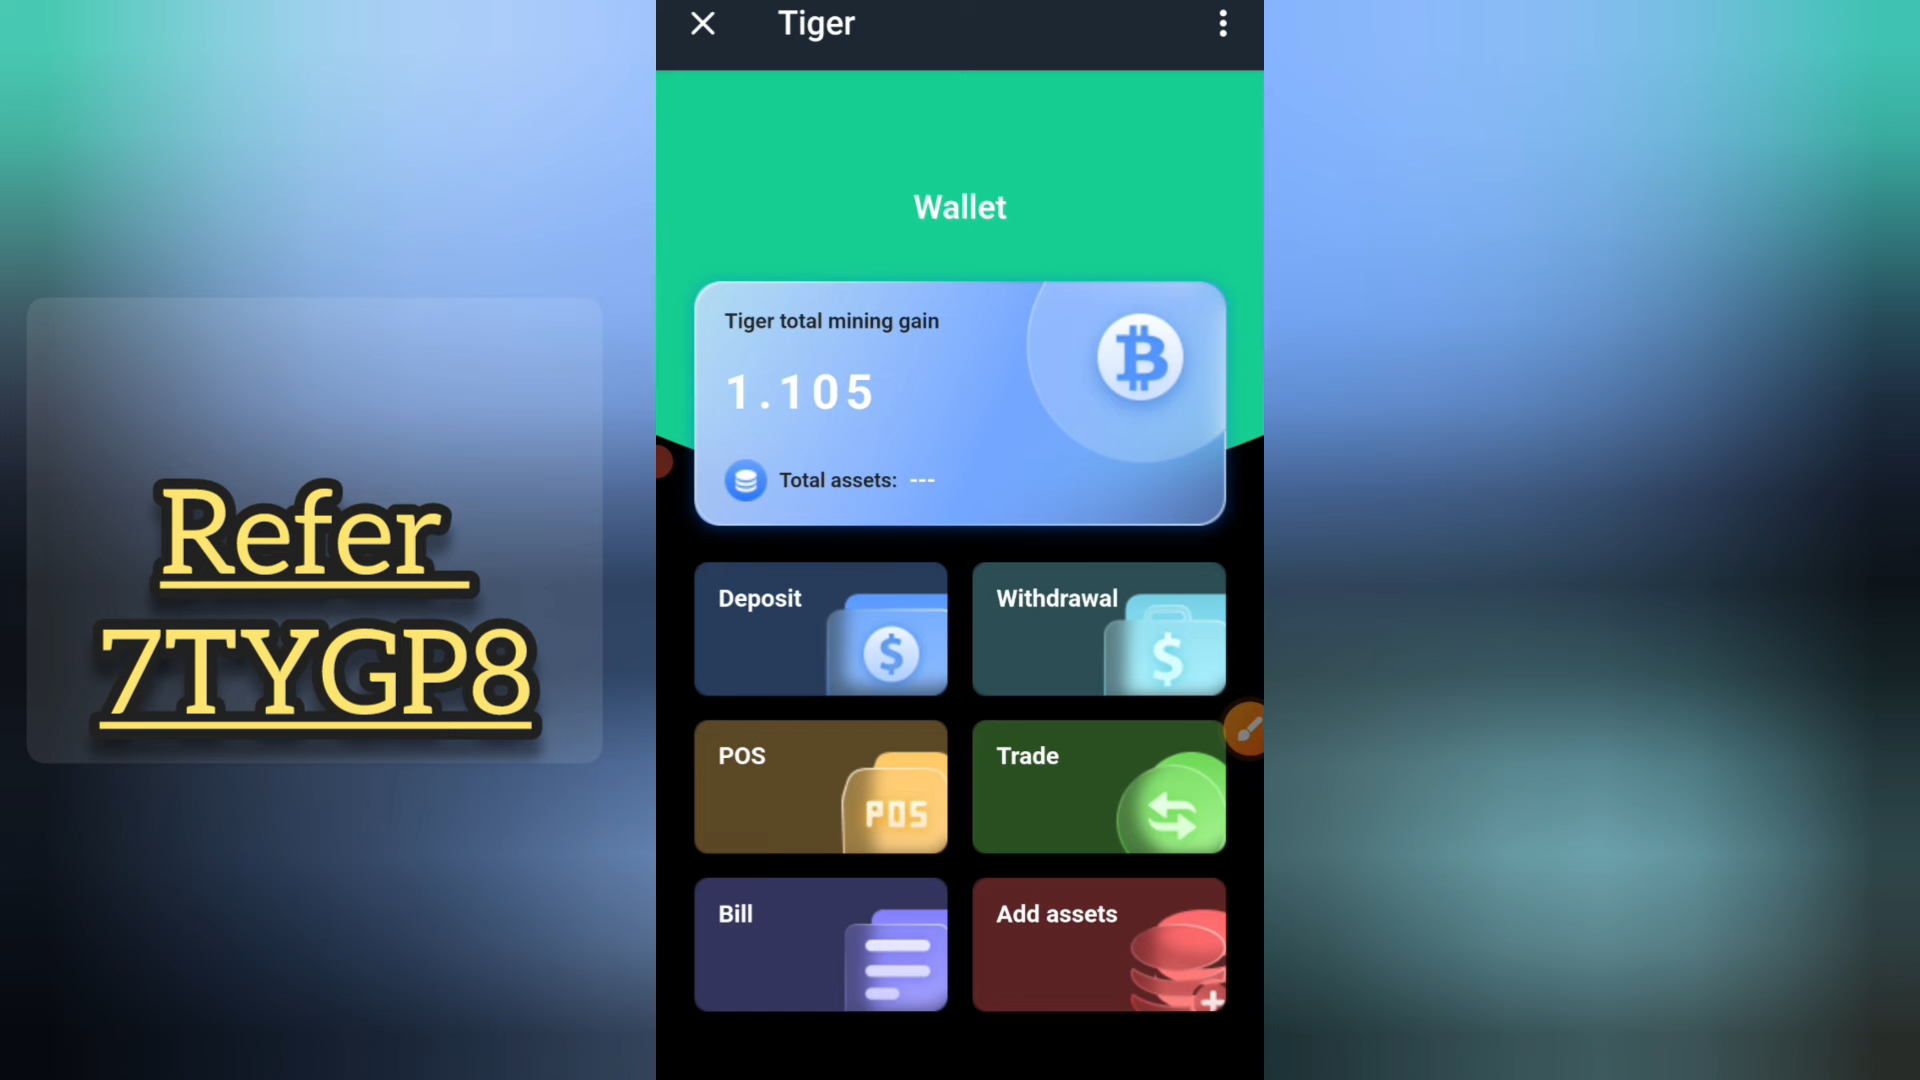 Tiger
Wallet
Tiger total mining gain
1.105
Total assets: ---
Deposit
Withdrawal
POS
POS
Trade
Bill
Add assets
Refer
7TYGP8